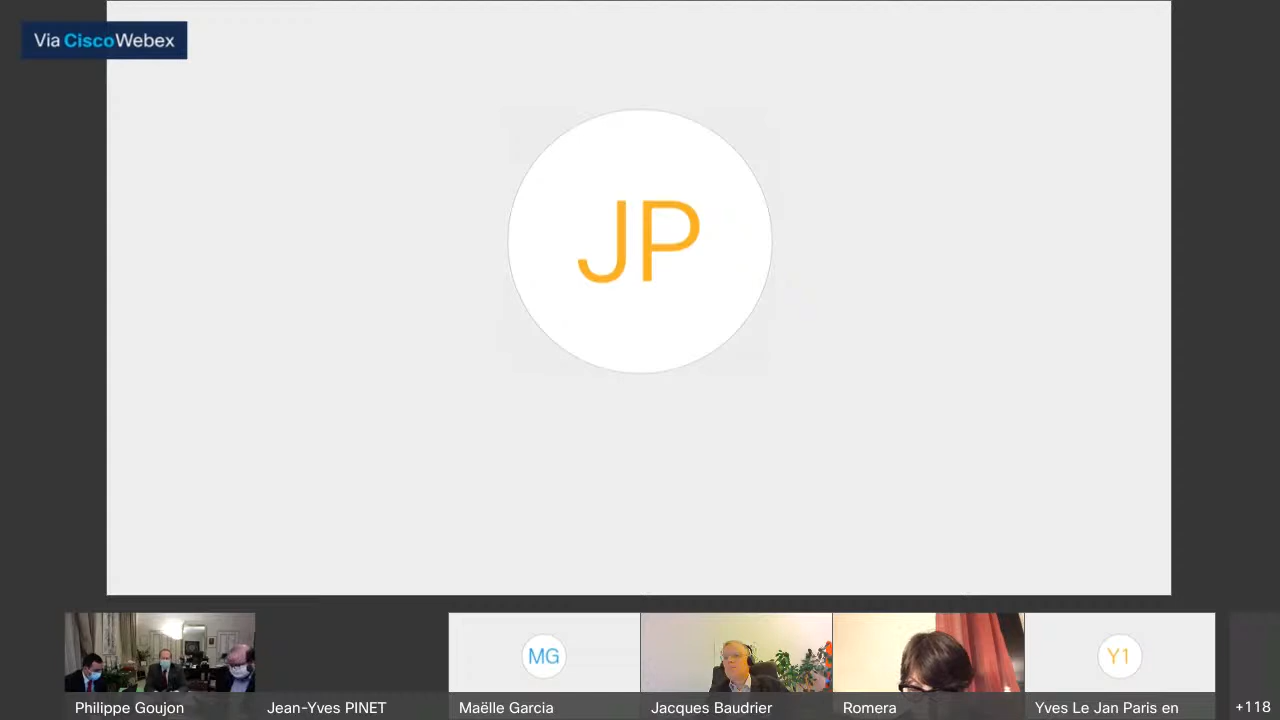 Via CiscoWebex
JP
MG
Y1
Philippe Goujon
Jean-Yves PINET
Maëlle Garcia
Jacques Baudrier
Romera
Yves Le Jan Paris en
+118